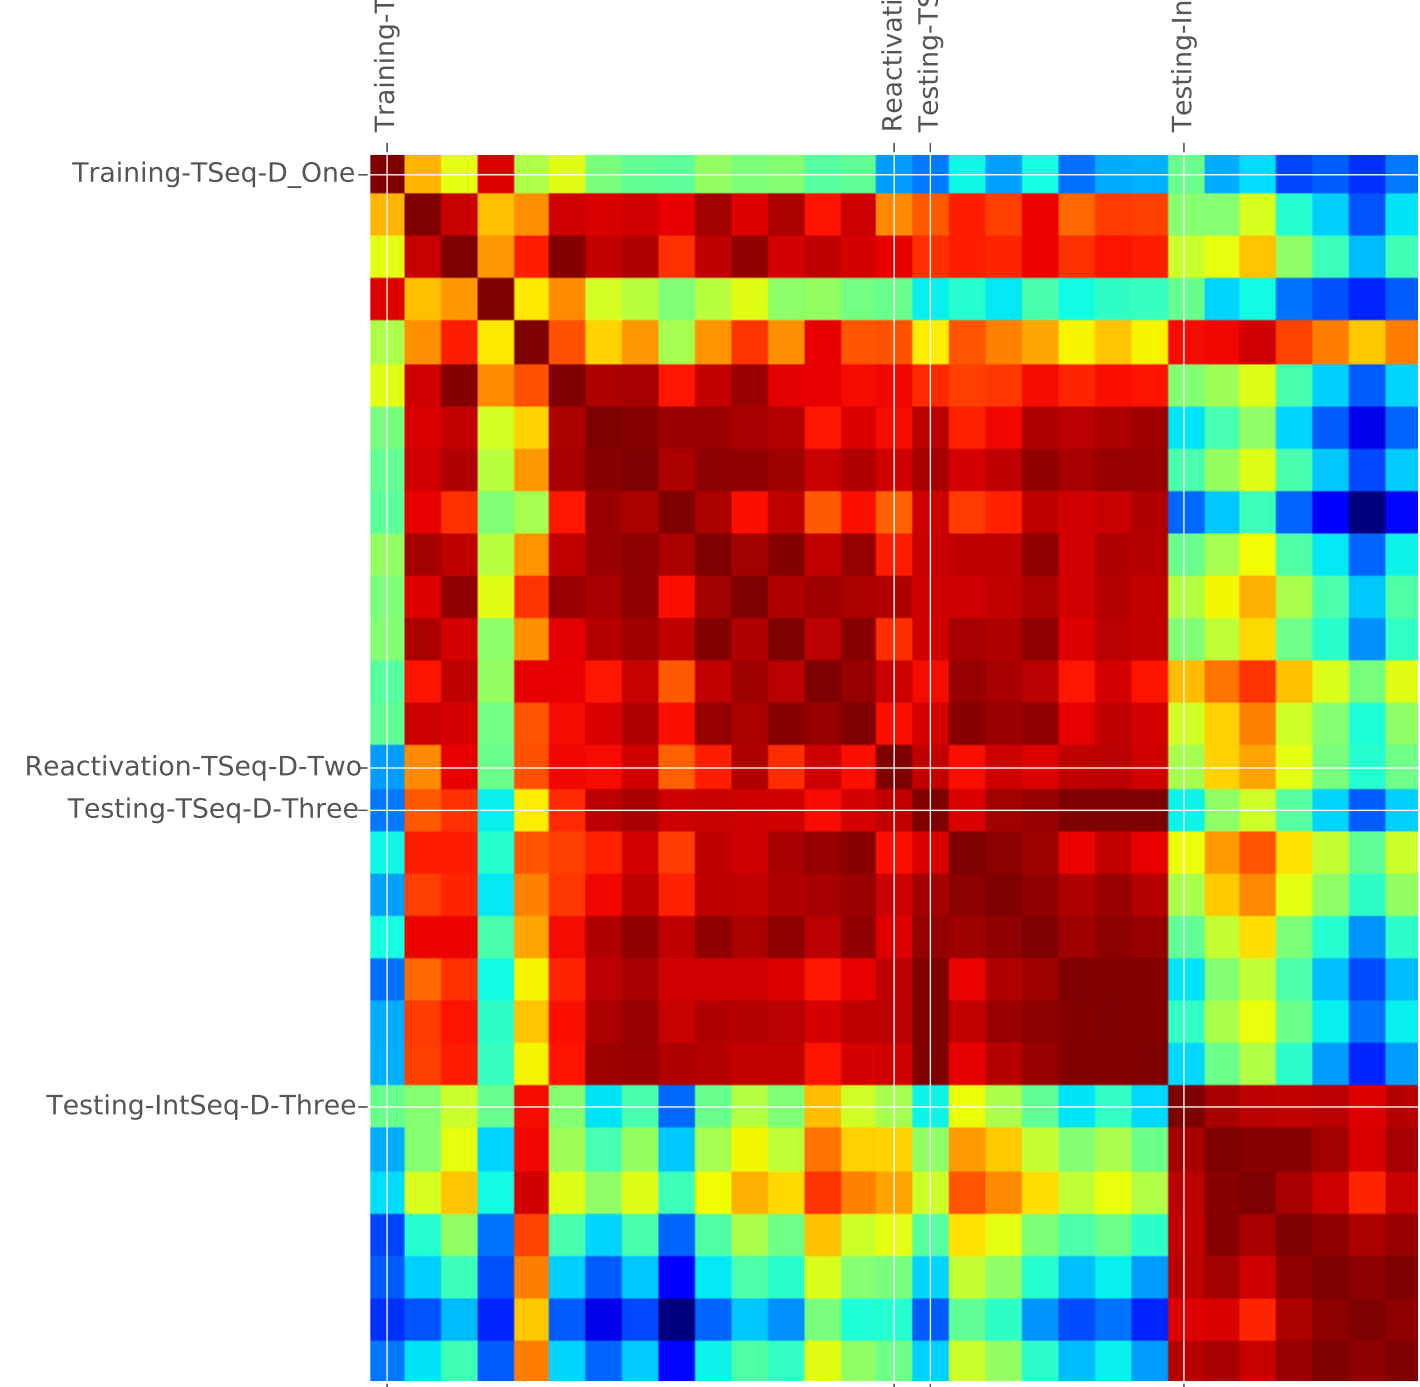 Training-T
Reactivati
Testing-TS
Testing-In
Training-TSeq-D_One
Reactivation-TSeq-D-Two
Testing-TSeq-D-Three
Testing-IntSeq-D-Three